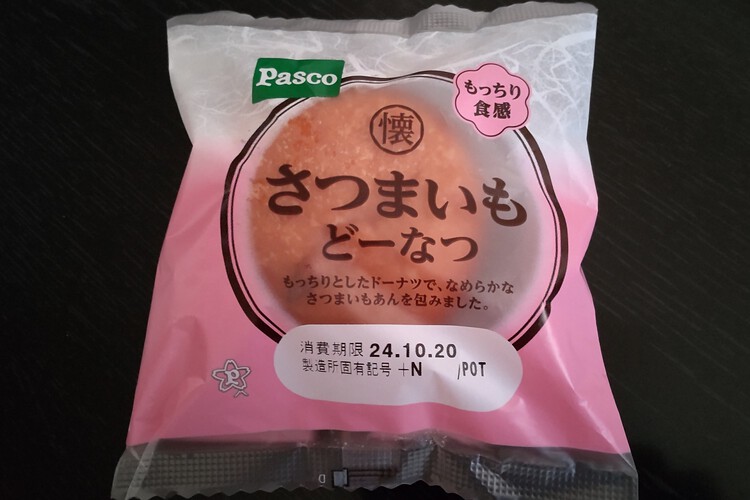 Pasco
もっちり
食感
懐
さつまいも
どーなつ
もっちりとしたドーナツで、なめらかな
さつまいもあんを包みました。
消費期限 24.10.20
製造所固有記号 +N /POT
P
g